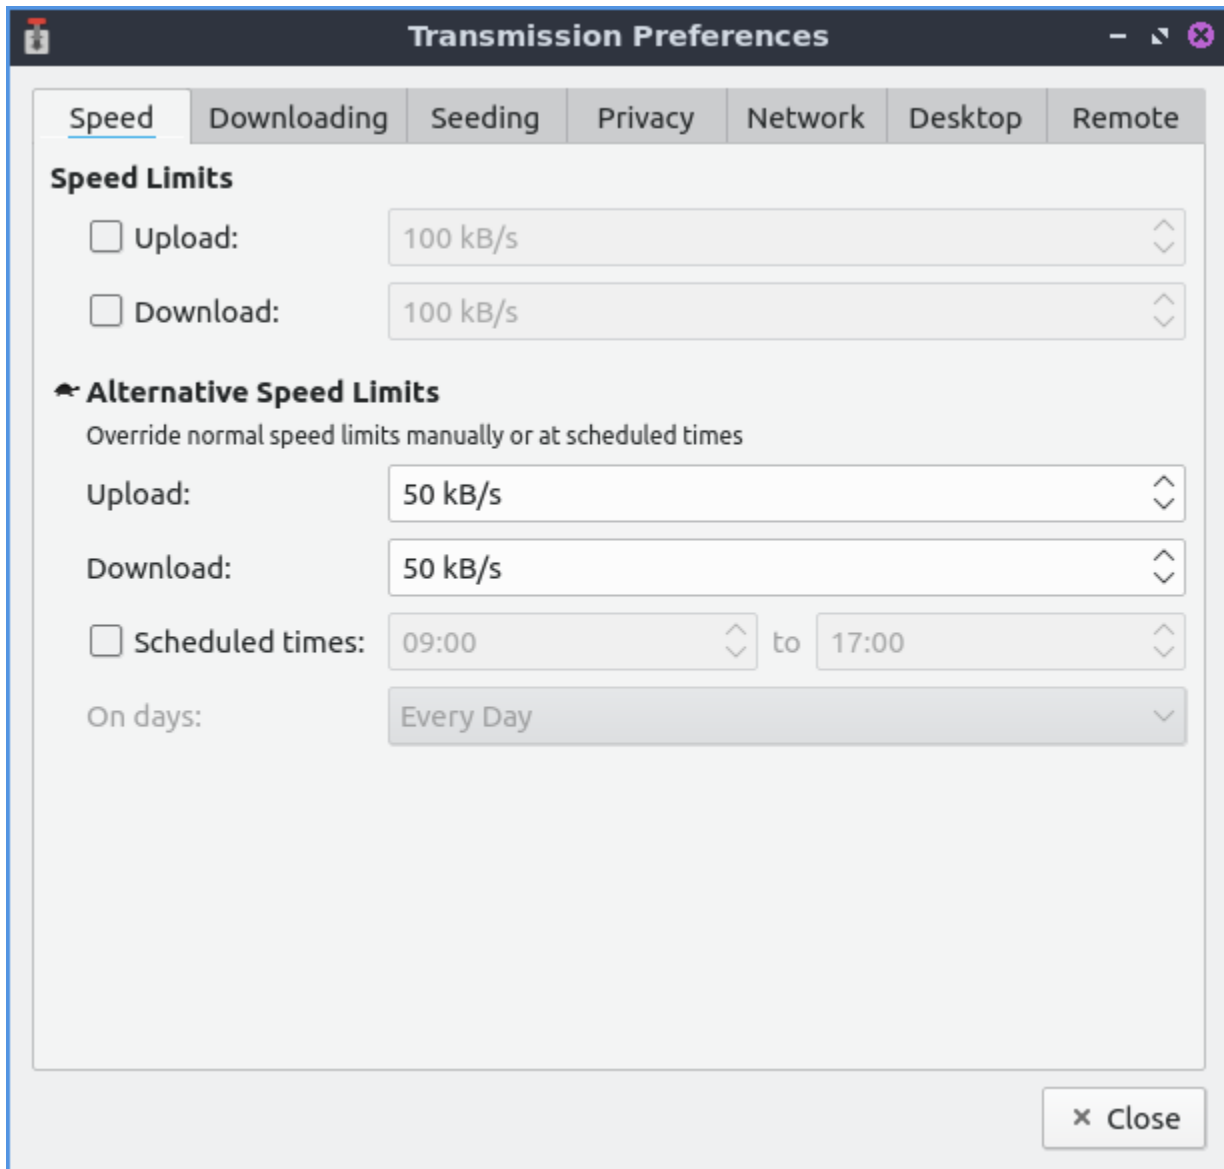 Transmission Preferences
Speed Downloading Seeding Privacy Network Desktop Remote
Speed Limits
Upload: 100 kB/s
Download: 100 kB/s
Alternative Speed Limits
Override normal speed limits manually or at scheduled times
Upload: 50 kB/s
Download: 50 kB/s
Scheduled times: 09:00 to 17:00
On days: Every Day
Close